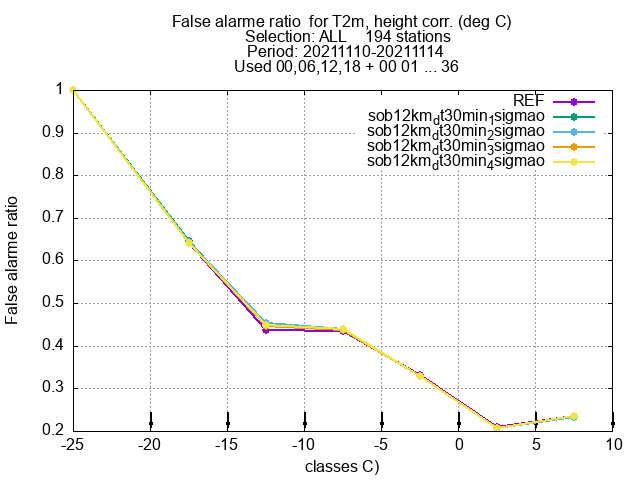 False alarme ratio  for T2m, height corr. (deg C)
Selection: ALL    194 stations
Period: 20211110-20211114
Used 00,06,12,18 + 00 01 ... 36
REF
sob12km_dt30min_1sigmao
sob12km_dt30min_2sigmao
sob12km_dt30min_3sigmao
sob12km_dt30min_4sigmao
1
0.9
0.8
0.7
0.6
0.5
0.4
0.3
0.2
False alarme ratio
-25 -20 -15 -10 -5 0 5 10
classes C)